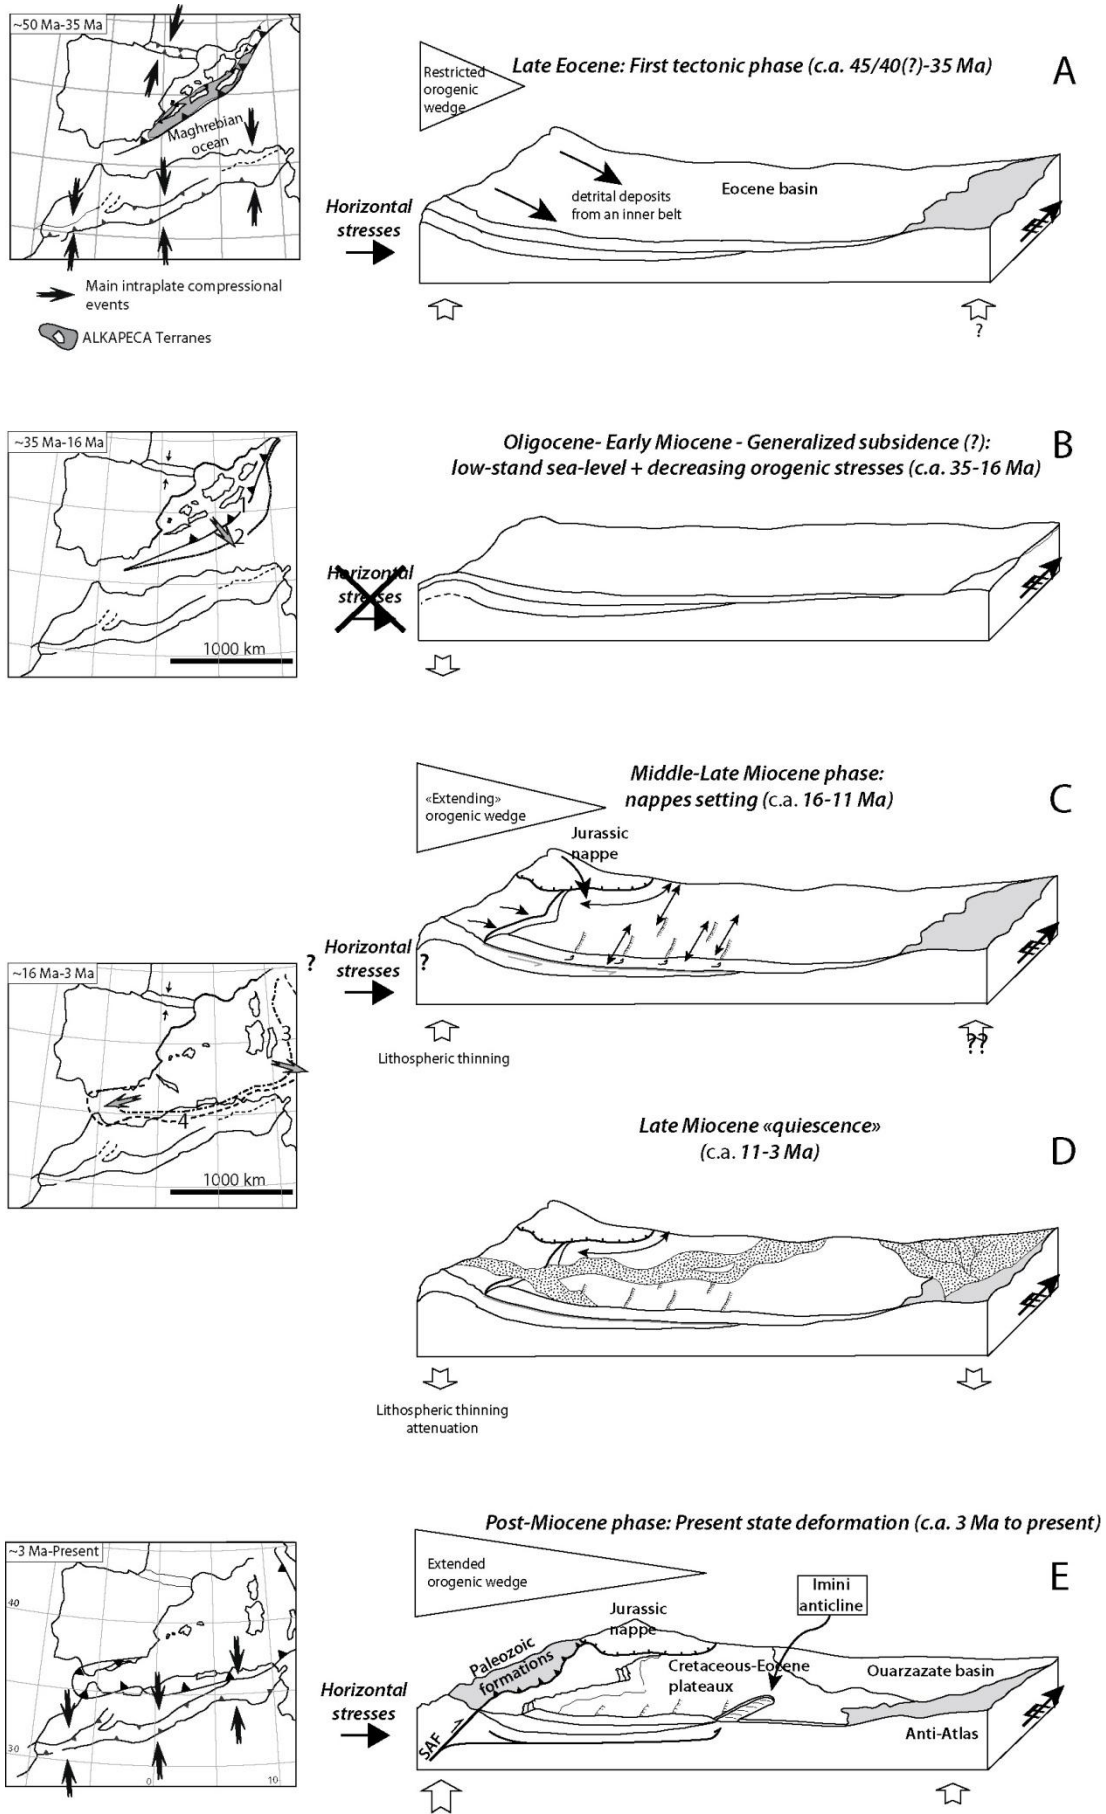 ~50 Ma-35 Ma
Maghrebian
ocean
Main intraplate compressional
events
ALKAPECA Terranes
Restricted
orogenic
wedge
Late Eocene: First tectonic phase (c.a. 45/40(?)-35 Ma)
A
Horizontal
stresses
detrital deposits
from an inner belt
Eocene basin
?
~35 Ma-16 Ma
1
2
1000 km
Oligocene- Early Miocene - Generalized subsidence (?):
low-stand sea-level + decreasing orogenic stresses (c.a. 35-16 Ma)
B
Horizontal
stresses
~16 Ma-3 Ma
3
4
1000 km
«Extending»
orogenic wedge
Middle-Late Miocene phase:
nappes setting (c.a. 16-11 Ma)
C
Jurassic
nappe
? Horizontal ?
stresses
Lithospheric thinning
??
Late Miocene «quiescence»
(c.a. 11-3 Ma)
D
Lithospheric thinning
attenuation
~3 Ma-Present
40
30
0
10
Post-Miocene phase: Present state deformation (c.a. 3 Ma to present)
E
Extended
orogenic wedge
Imini
anticline
Jurassic
nappe
Paleozoic
formations
Cretaceous-Eocene
plateaux
Ouarzazate basin
Horizontal
stresses
SAF
Anti-Atlas